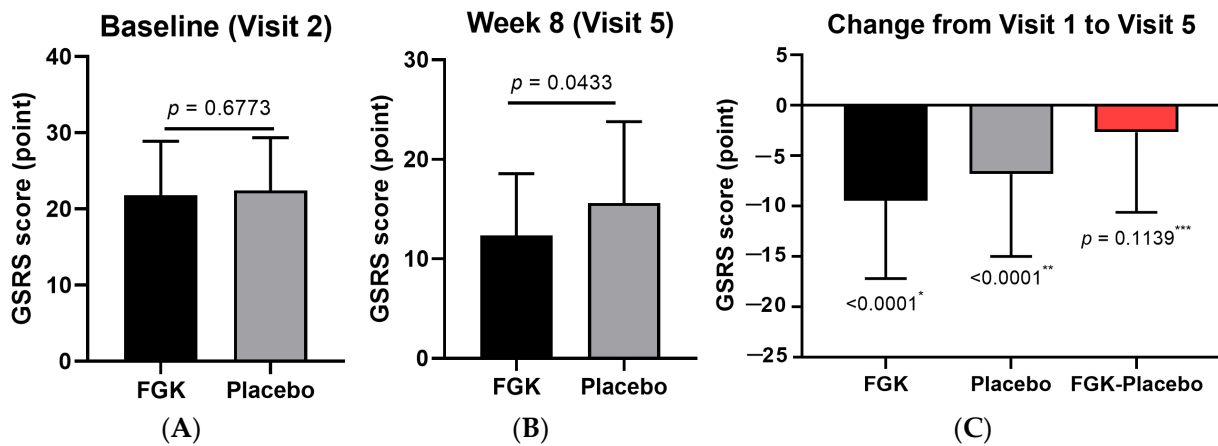 Baseline (Visit 2)
GSRS score (point)
40
30
20
10
0
p = 0.6773
FGK
Placebo
(A)
Week 8 (Visit 5)
GSRS score (point)
30
20
10
0
p = 0.0433
FGK
Placebo
(B)
Change from Visit 1 to Visit 5
GSRS score (point)
5
0
−5
−10
−15
−20
−25
<0.0001*
<0.0001**
p = 0.1139***
FGK
Placebo
FGK-Placebo
(C)